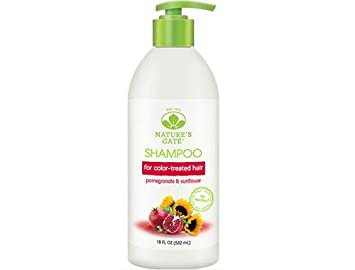 NATURE'S
GATE
SHAMPOO
for color-treated hair
pomegranate & sunflower
18 FL OZ (532 mL)